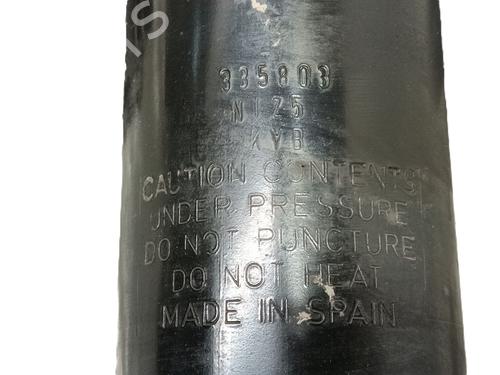 335803
N125
KYB
CAUTION CONTENTS
UNDER PRESSURE
DO NOT PUNCTURE
DO NOT HEAT
MADE IN SPAIN